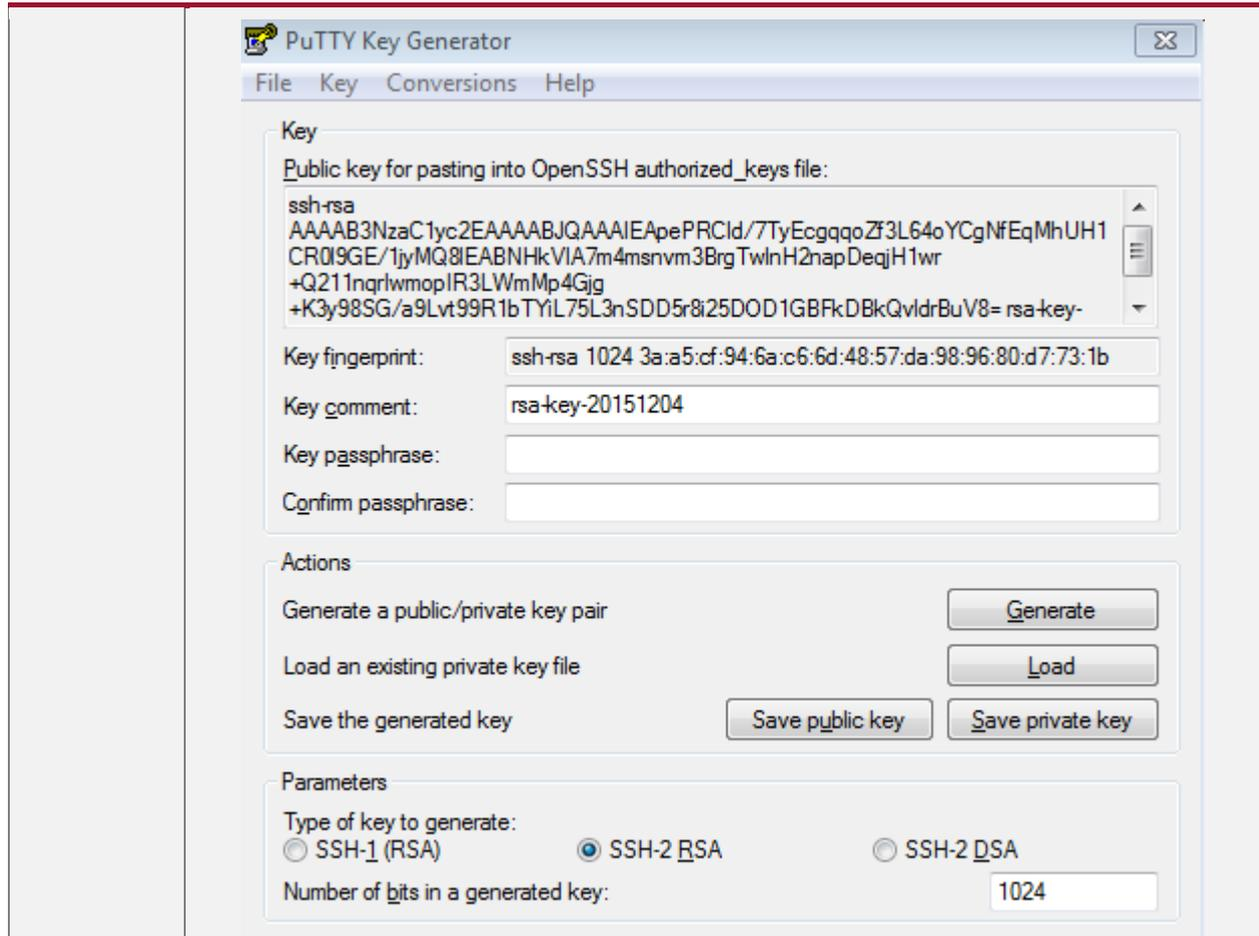 PuTTY Key Generator
File Key Conversions Help
Key
Public key for pasting into OpenSSH authorized_keys file:
ssh-rsa
AAAAB3NzaC1yc2EAAAABJQAAAIEApePRCId/7TyEcgqqoZf3L64oYCgNfEqMhUH1
CR0I9GE/1jyMQ8lEABNHkVIA7m4msnvm3BrgTwlnH2napDeqjH1wr
+Q211nqrlwmopIR3LWmMp4Gjg
+K3y98SG/a9Lvt99R1bTYiL75L3nSDD5r8i25DOD1GBFkDBkQvldrBuV8= rsa-key-
Key fingerprint: ssh-rsa 1024 3a:a5:cf:94:6a:c6:6d:48:57:da:98:96:80:d7:73:1b
Key comment: rsa-key-20151204
Key passphrase:
Confirm passphrase:
Actions
Generate a public/private key pair Generate
Load an existing private key file Load
Save the generated key Save public key Save private key
Parameters
Type of key to generate:
SSH-1 (RSA) SSH-2 RSA SSH-2 DSA
Number of bits in a generated key: 1024